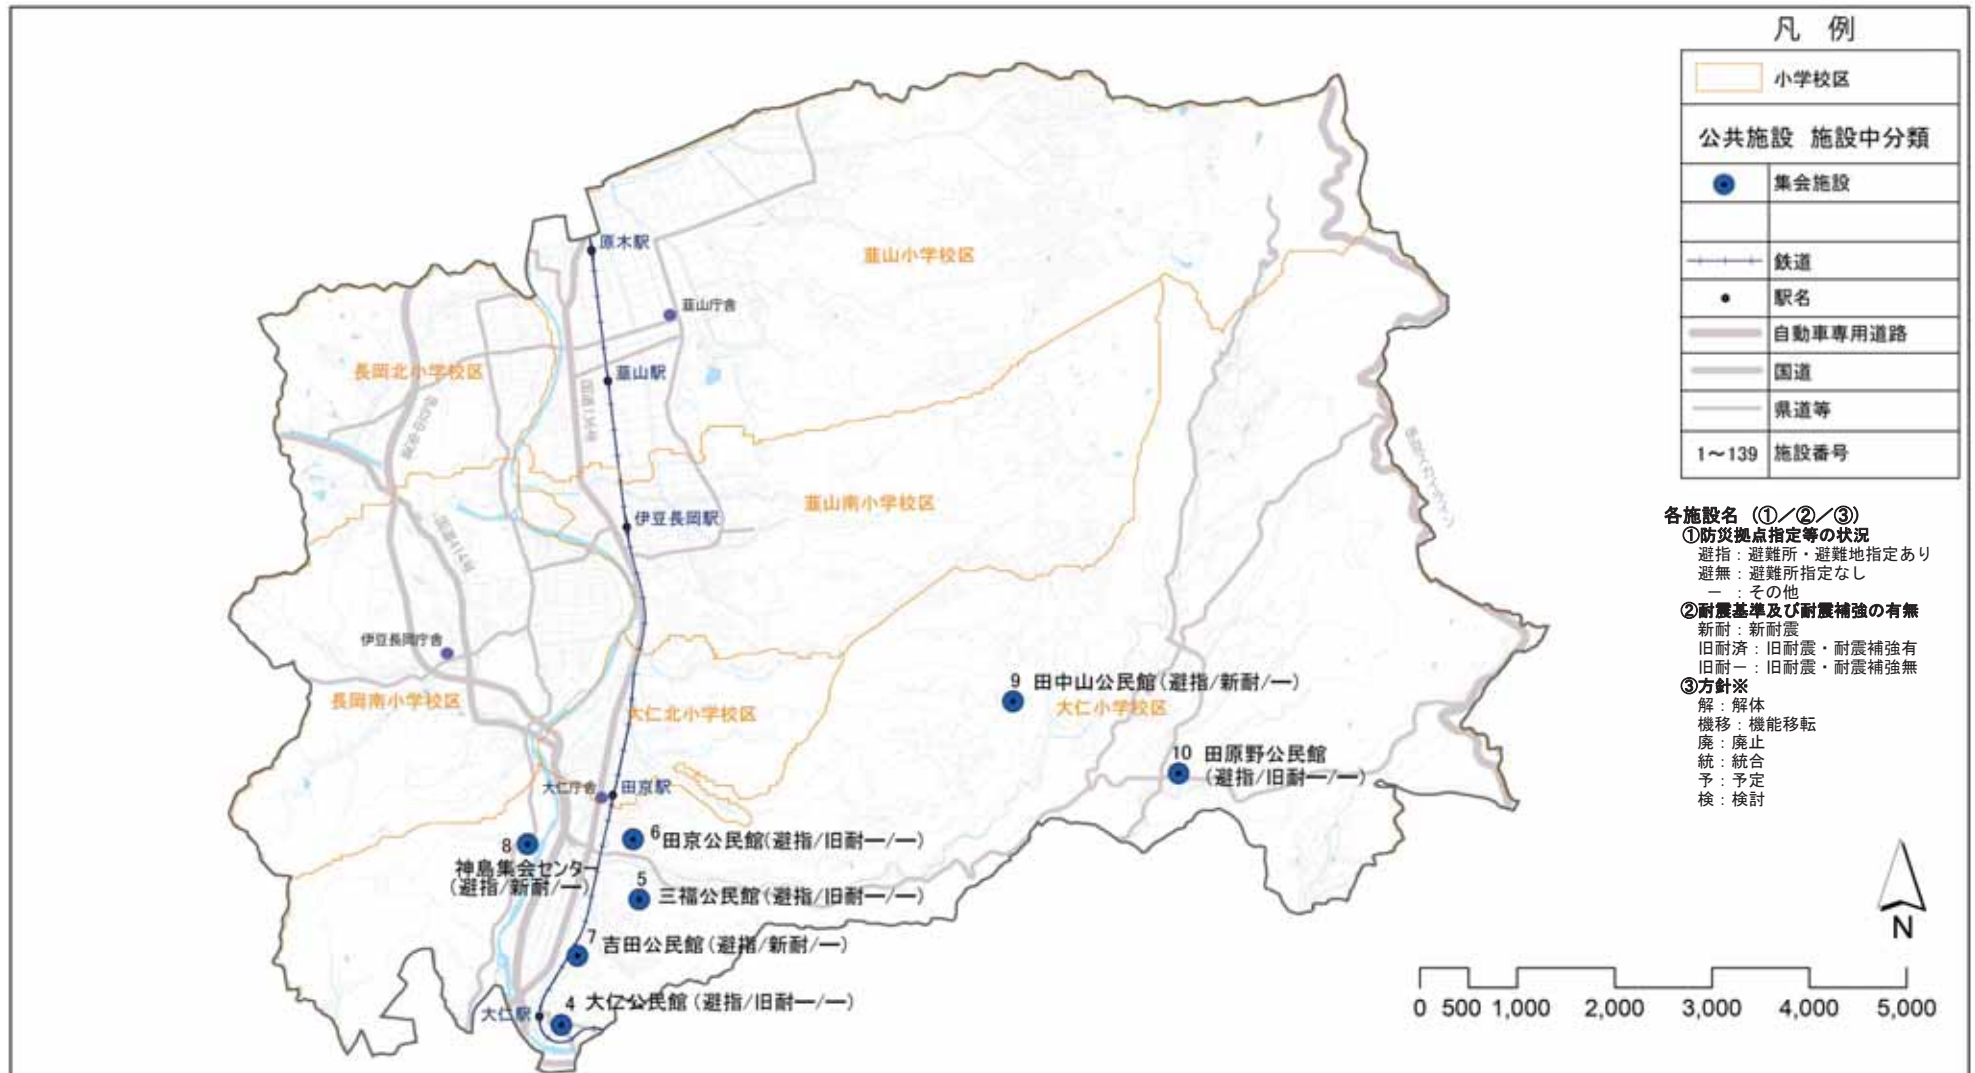 凡 例
小学校区
公共施設 施設中分類
集会施設
鉄道
駅名
自動車専用道路
国道
県道等
1～139 施設番号
各施設名（①／②／③）
①防災拠点指定等の状況
避指：避難所・避難地指定あり
避無：避難所指定なし
－ ：その他
②耐震基準及び耐震補強の有無
新耐：新耐震
旧耐済：旧耐震・耐震補強有
旧耐－：旧耐震・耐震補強無
③方針※
解：解体
機移：機能移転
廃：廃止
統：統合
予：予定
検：検討
原木駅
韮山小学校区
韮山庁舎
長岡北小学校区
韮山駅
国道136号
韮山南小学校区
伊豆長岡駅
国道414号
伊豆長岡庁舎
長岡南小学校区
大仁北小学校区
9 田中山公民館(避指/新耐/―)
大仁小学校区
10 田原野公民館
(避指/旧耐―/―)
大仁庁舎
田京駅
6 田京公民館(避指/旧耐―/―)
8
神島集会センター
(避指/新耐/―)
5 三福公民館(避指/旧耐―/―)
7 吉田公民館(避指/新耐/―)
4 大仁公民館(避指/旧耐―/―)
大仁駅
N
0 500 1,000 2,000 3,000 4,000 5,000